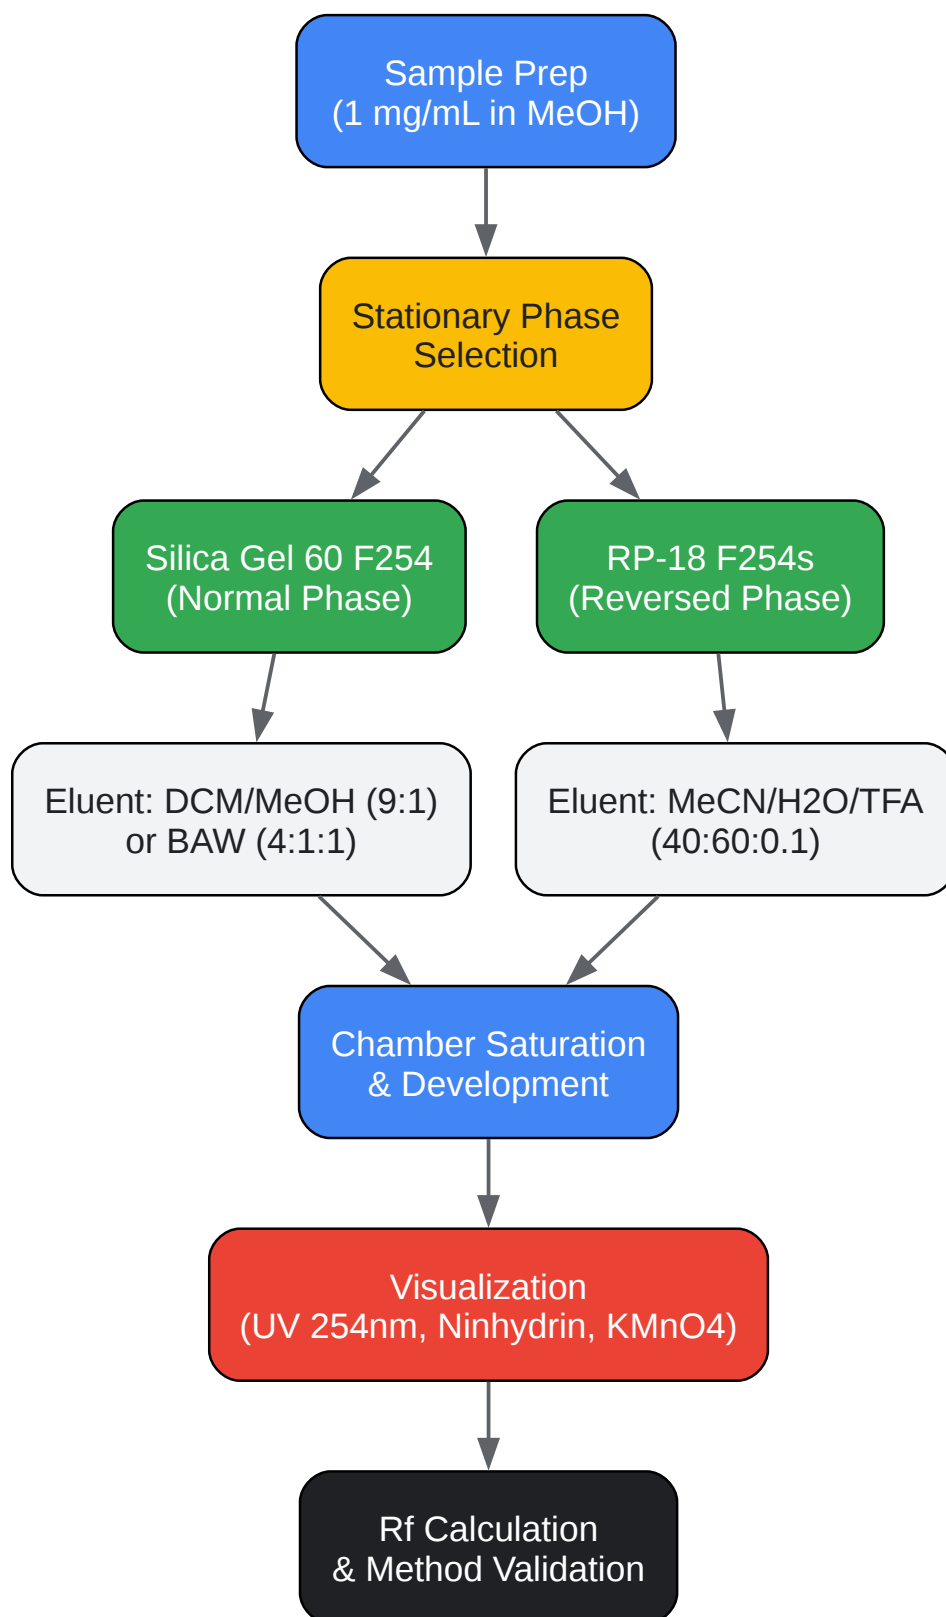 Sample Prep
(1 mg/mL in MeOH)
Stationary Phase
Selection
Silica Gel 60 F254
(Normal Phase)
RP-18 F254s
(Reversed Phase)
Eluent: DCM/MeOH (9:1)
or BAW (4:1:1)
Eluent: MeCN/H2O/TFA
(40:60:0.1)
Chamber Saturation
& Development
Visualization
(UV 254nm, Ninhydrin, KMnO4)
Rf Calculation
& Method Validation